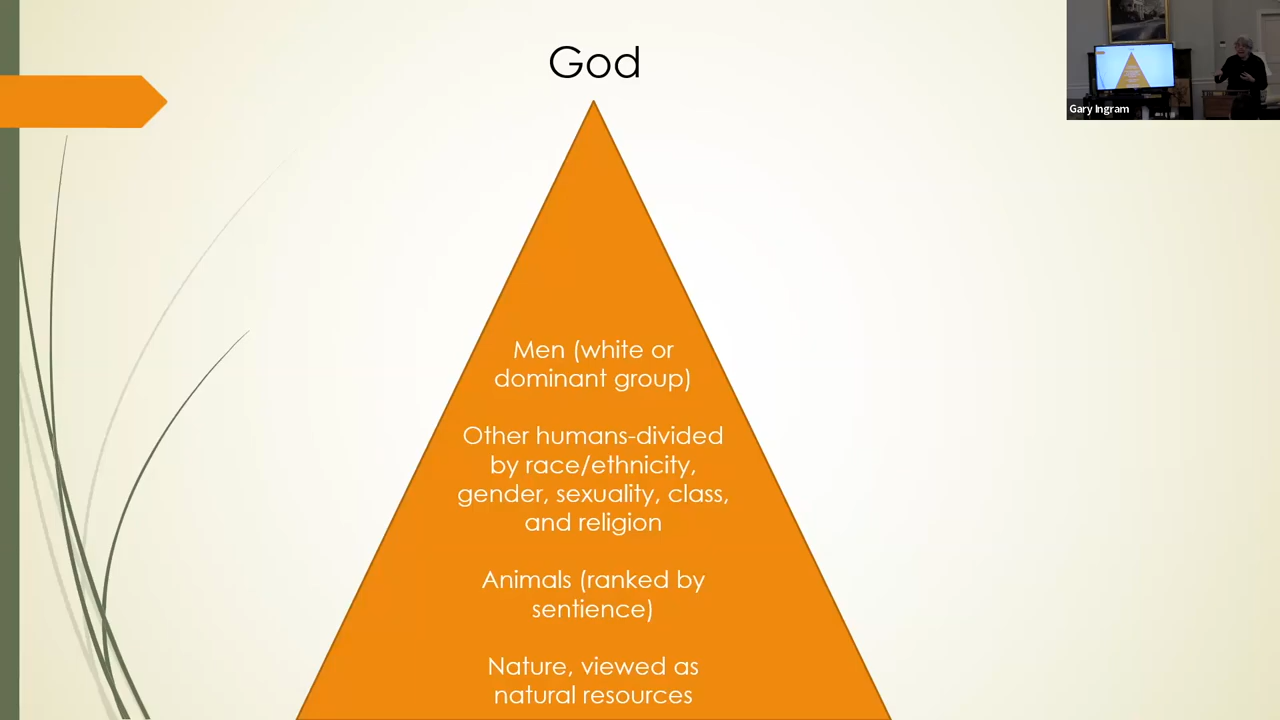 God
Gary Ingram
Men (white or
dominant group)
Other humans-divided
by race/ethnicity,
gender, sexuality, class,
and religion
Animals (ranked by
sentience)
Nature, viewed as
natural resources